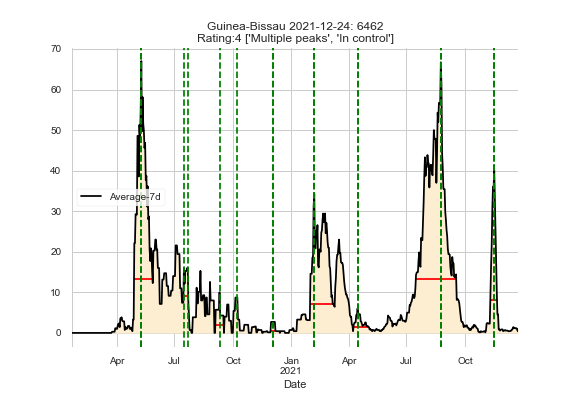 Guinea-Bissau 2021-12-24: 6462
Rating:4 ['Multiple peaks', 'In control']
70
60
50
40
30
20
10
0
Average-7d
Apr
Jul
Oct
Jan
2021
Apr
Jul
Oct
Date